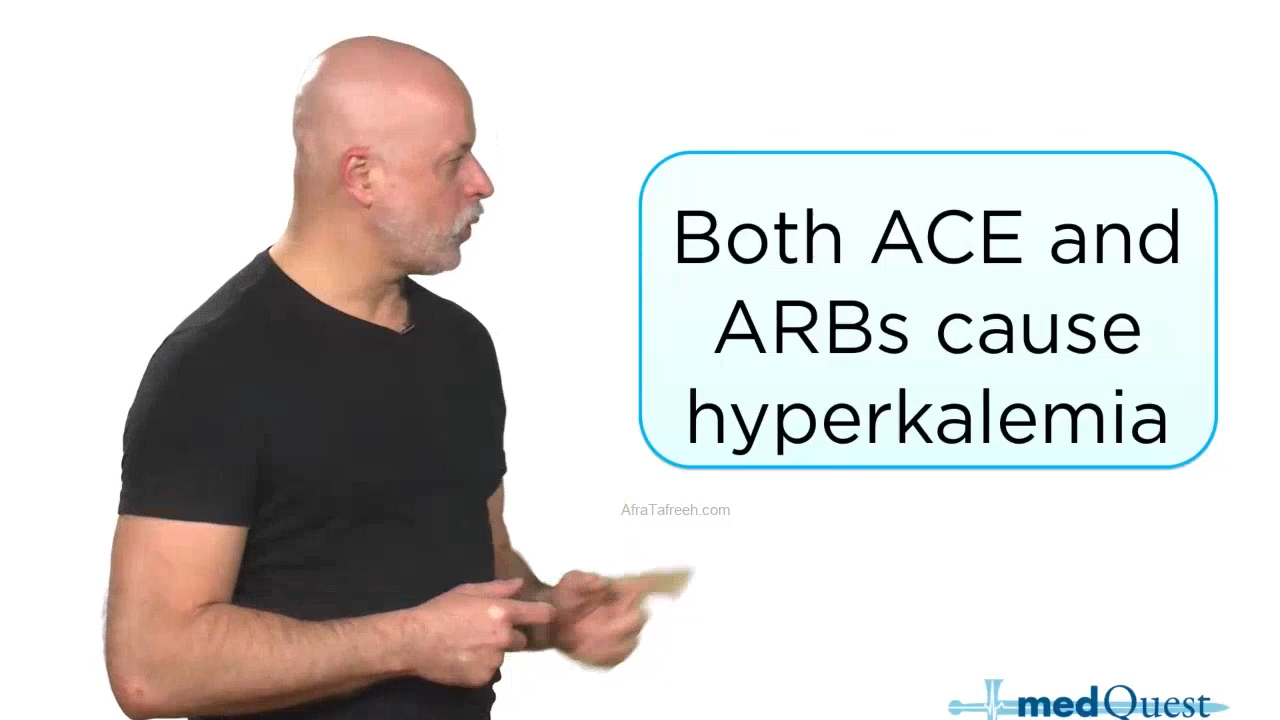 Both ACE and
ARBs cause
hyperkalemia
AfraTafreeh.com
medQuest